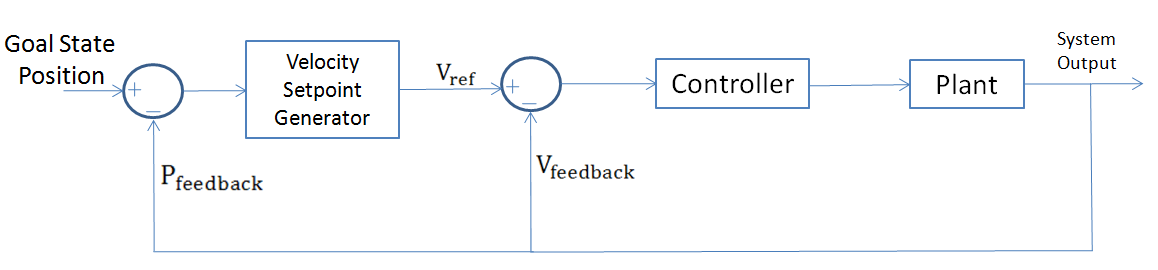 Goal State
Position
+
−
Velocity
Setpoint
Generator
Vref
+
−
Controller
Plant
System
Output
Pfeedback
Vfeedback